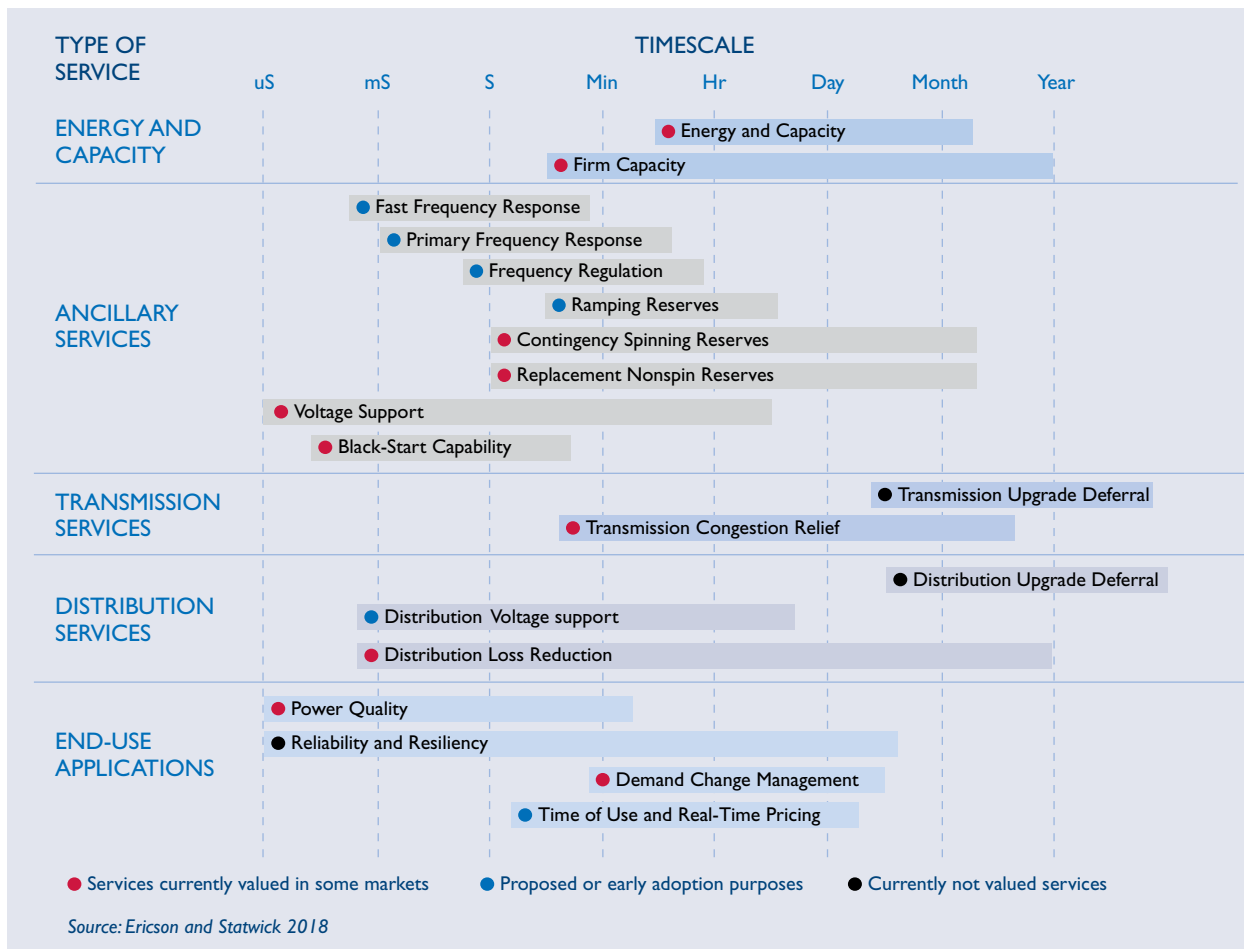 TYPE OF
SERVICE
TIMESCALE
uS mS S Min Hr Day Month Year
ENERGY AND
CAPACITY
Energy and Capacity
Firm Capacity
ANCILLARY
SERVICES
Fast Frequency Response
Primary Frequency Response
Frequency Regulation
Ramping Reserves
Contingency Spinning Reserves
Replacement Nonspin Reserves
Voltage Support
Black-Start Capability
TRANSMISSION
SERVICES
Transmission Upgrade Deferral
Transmission Congestion Relief
DISTRIBUTION
SERVICES
Distribution Upgrade Deferral
Distribution Voltage support
Distribution Loss Reduction
END-USE
APPLICATIONS
Power Quality
Reliability and Resiliency
Demand Change Management
Time of Use and Real-Time Pricing
Services currently valued in some markets
Proposed or early adoption purposes
Currently not valued services
Source: Ericson and Statwick 2018